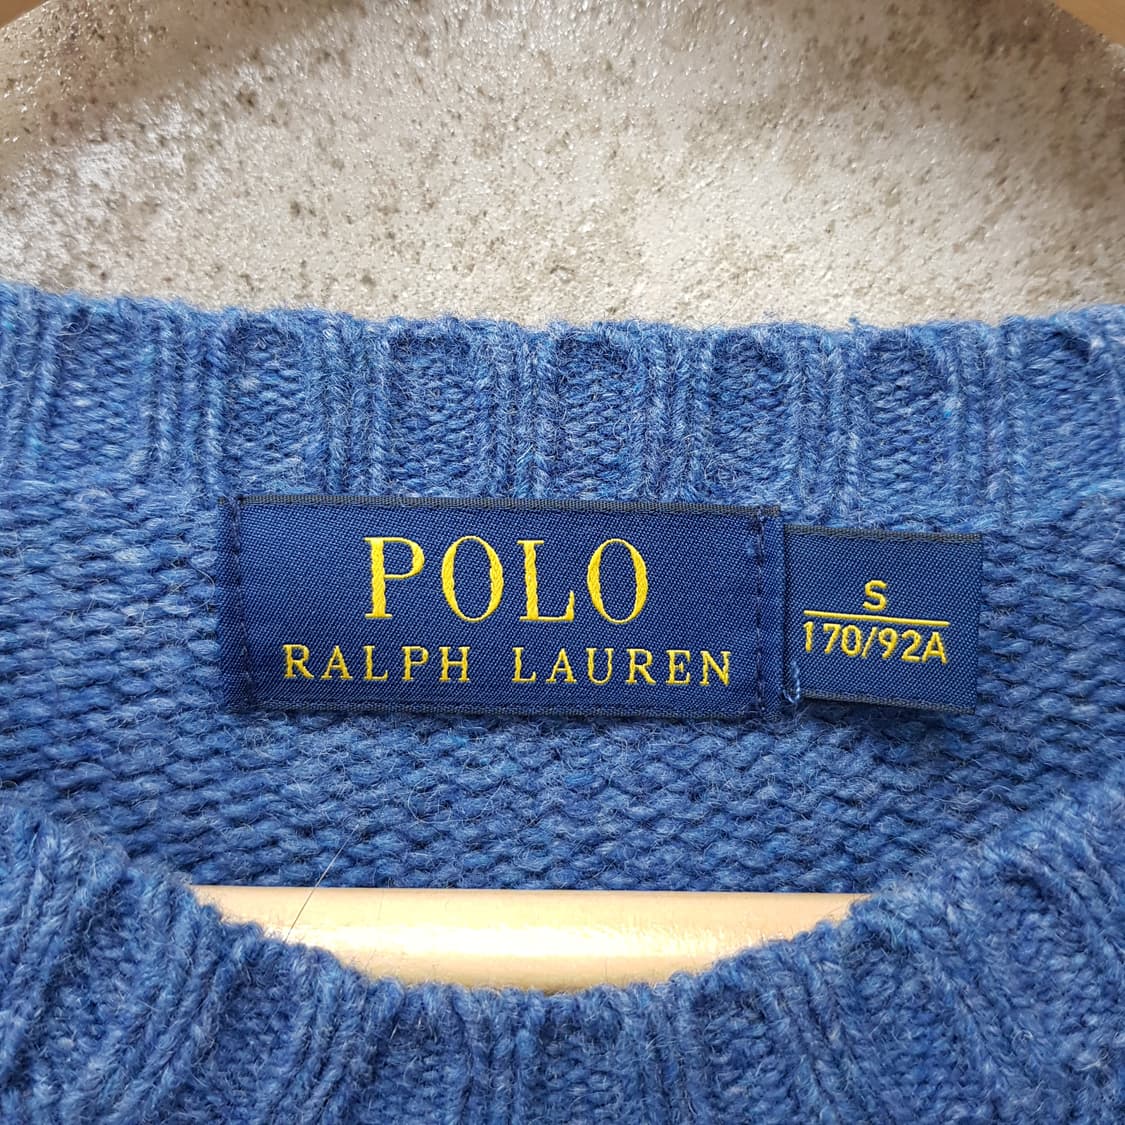 POLO
RALPH LAUREN
S
170/92A